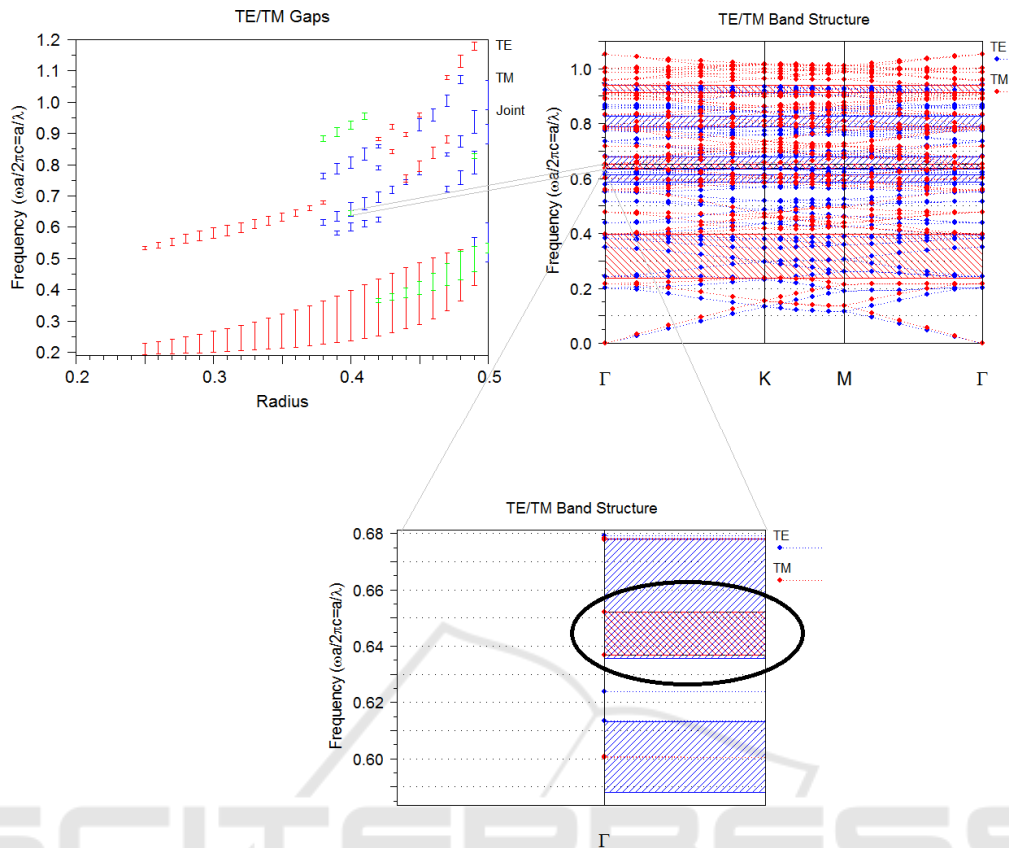 TE/TM Gaps
Frequency (ωa/2πc=a/λ)
1.2
1.1
1.0
0.9
0.8
0.7
0.6
0.5
0.4
0.3
0.2
0.2
0.3
0.4
0.5
Radius
TE
TM
Joint
TE/TM Band Structure
Frequency (ωa/2πc=a/λ)
1.0
0.8
0.6
0.4
0.2
0.0
Γ
K
M
Γ
TE
TM
TE/TM Band Structure
Frequency (ωa/2πc=a/λ)
0.68
0.66
0.64
0.62
0.60
Γ
TE
TM
SCITEPRESS